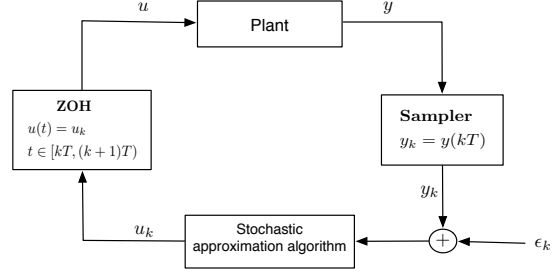 u
Plant
y
ZOH
u(t) = u_k
t ∈ [kT, (k+1)T)
Sampler
y_k = y(kT)
y_k
u_k
Stochastic
approximation algorithm
+
ϵ_k